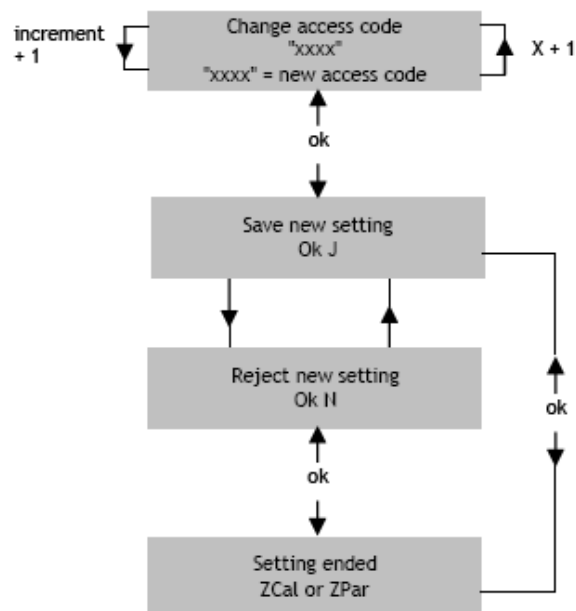 increment
+ 1
Change access code
"xxxx"
"xxxx" = new access code
X + 1
ok
Save new setting
Ok J
Reject new setting
Ok N
ok
ok
Setting ended
ZCal or ZPar